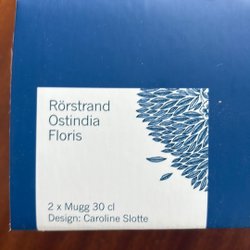 Rörstrand
Ostindia
Floris
2 x Mugg 30 cl
Design: Caroline Slotte